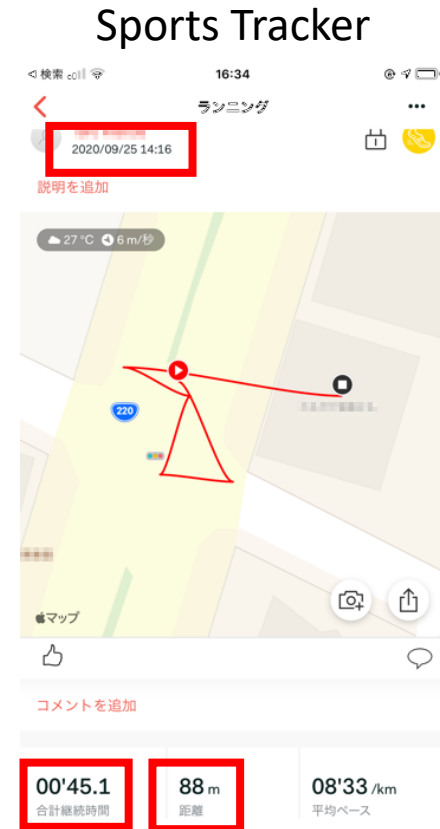 Sports Tracker
検索
16:34
ランニング
2020/09/25 14:16
説明を追加
27 °C 6 m/秒
220
マップ
コメントを追加
00'45.1 88 m 08'33 /km
合計継続時間 距離 平均ペース